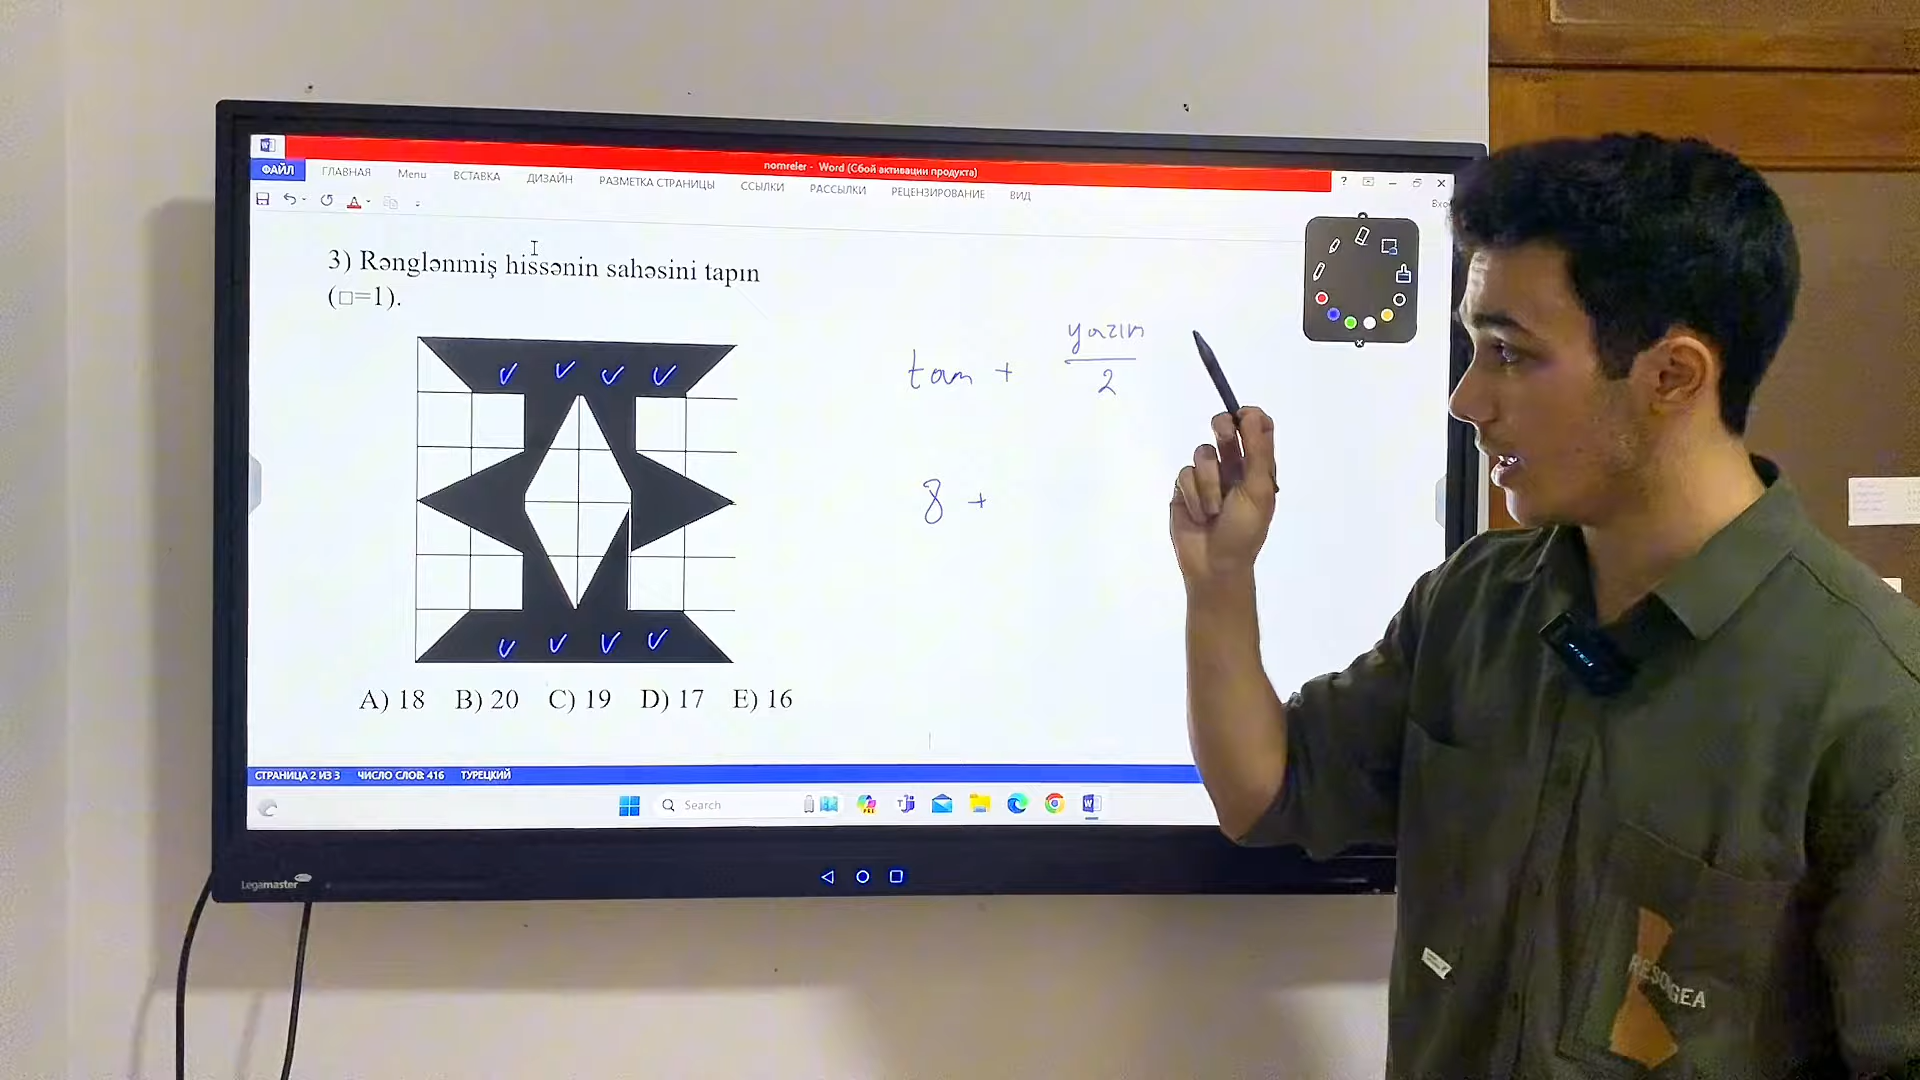 nomreler - Word (Сбой активации продукта)
ФАЙЛ ГЛАВНАЯ Menu ВСТАВКА ДИЗАЙН РАЗМЕТКА СТРАНИЦЫ ССЫЛКИ РАССЫЛКИ РЕЦЕНЗИРОВАНИЕ ВИД
3) Rənglənmiş hissənin sahəsini tapın
(□=1).
tam + yazım
2
8 +
A) 18 B) 20 C) 19 D) 17 E) 16
СТРАНИЦА 2 ИЗ 3 ЧИСЛО СЛОВ: 416 ТУРЕЦКИЙ
Search
Legamaster